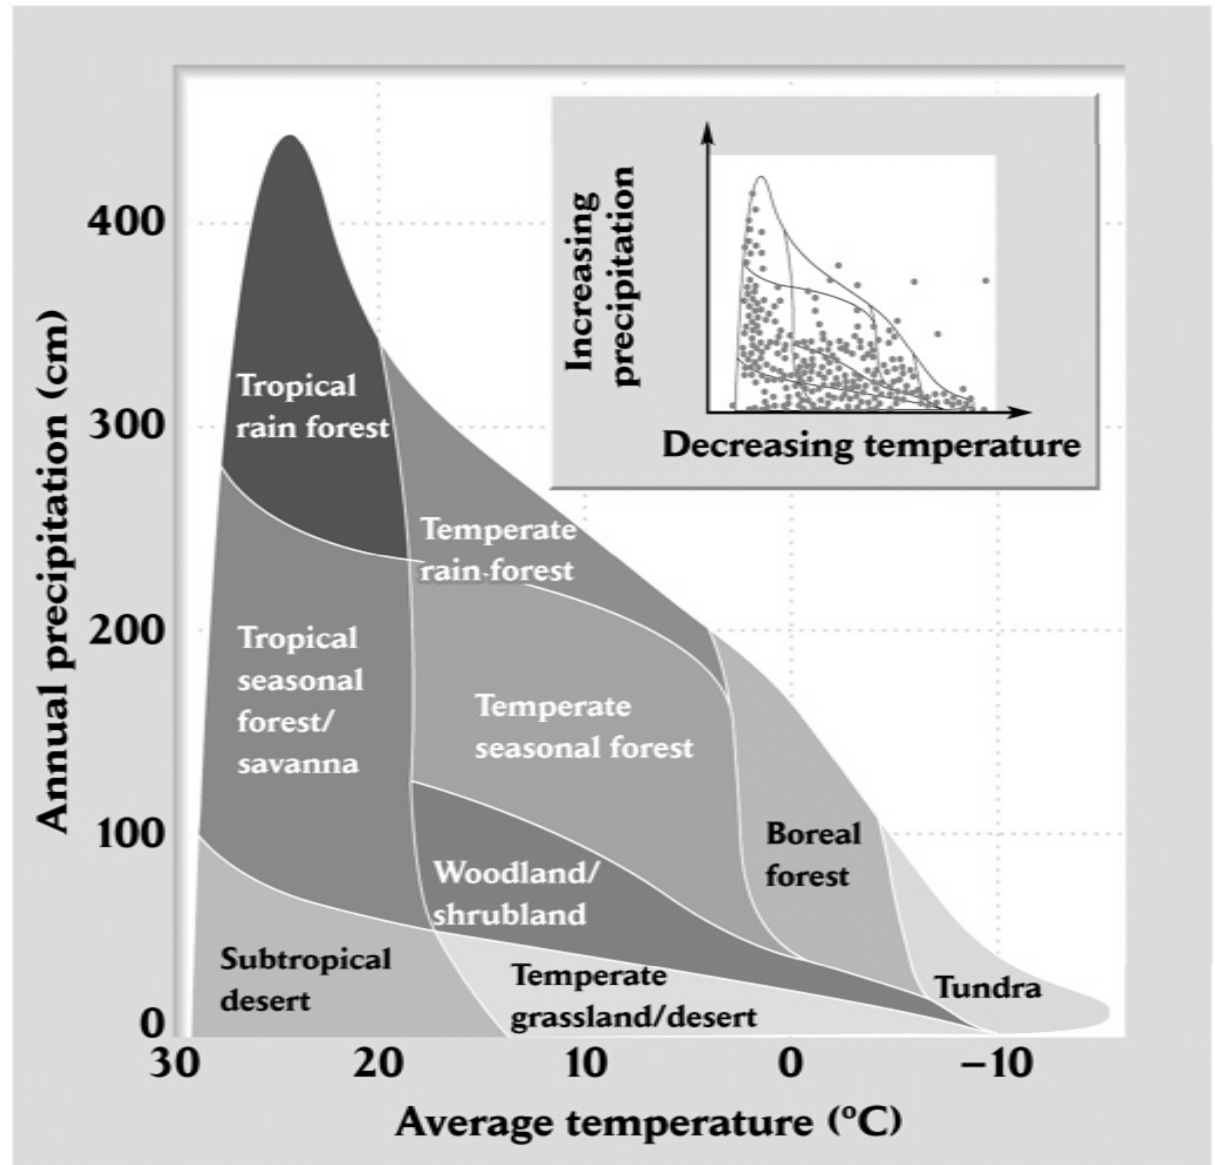 Annual precipitation (cm)
400
300
200
100
0
Tropical
rain forest
Temperate
rain forest
Tropical
seasonal
forest/
savanna
Temperate
seasonal forest
Woodland/
shrubland
Boreal
forest
Subtropical
desert
Temperate
grassland/desert
Tundra
30 20 10 0 −10
Average temperature (ºC)
Increasing
precipitation
Decreasing temperature